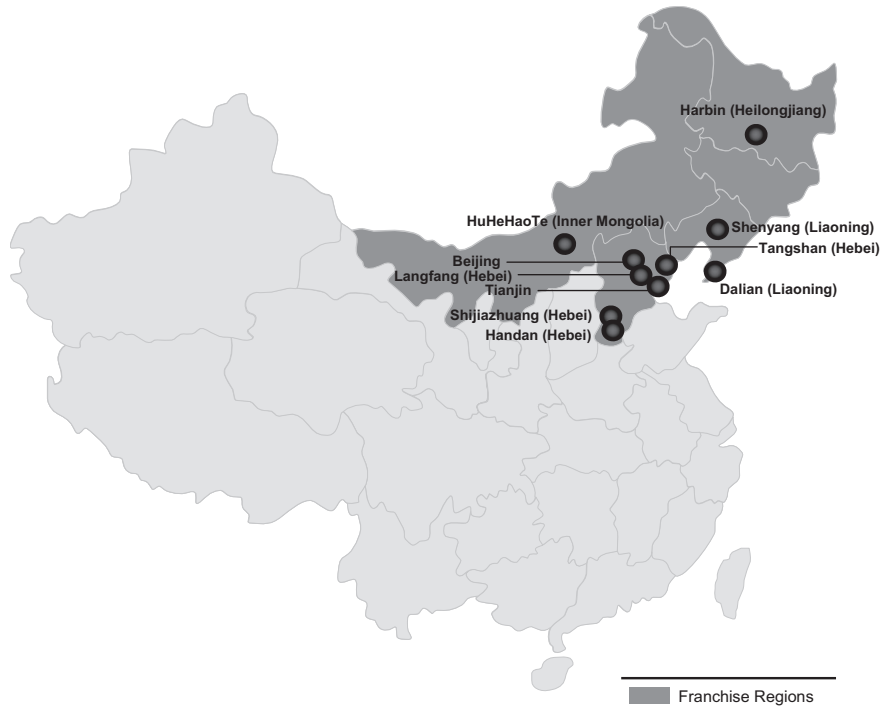 Harbin (Heilongjiang)
HuHeHaoTe (Inner Mongolia)
Shenyang (Liaoning)
Tangshan (Hebei)
Beijing
Langfang (Hebei)
Tianjin
Dalian (Liaoning)
Shijiazhuang (Hebei)
Handan (Hebei)
Franchise Regions